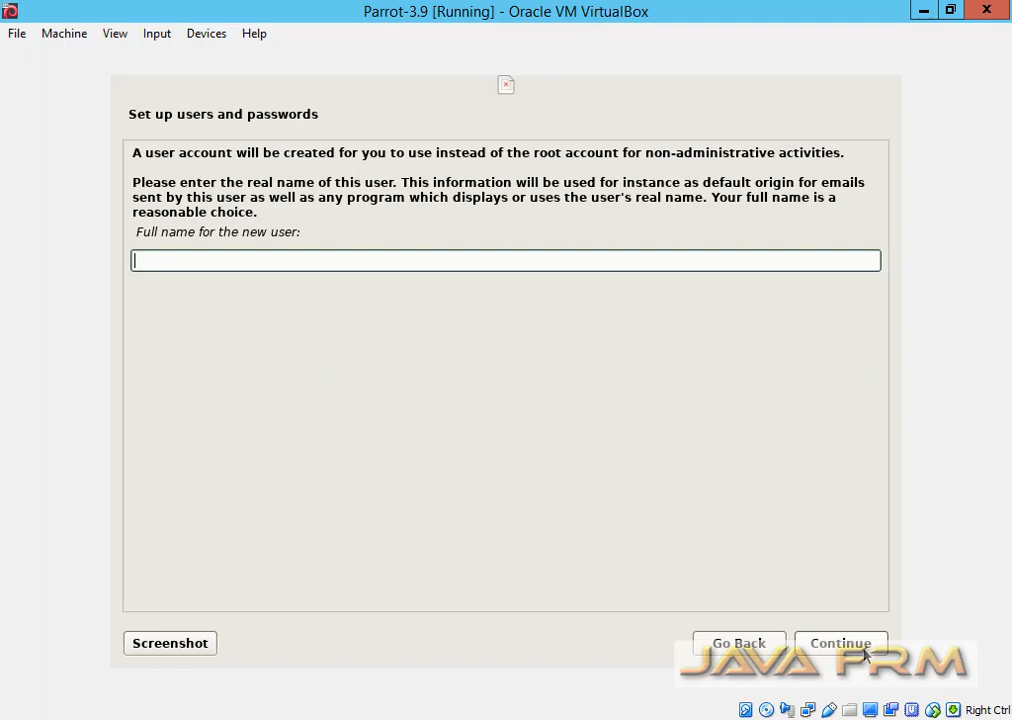 Parrot-3.9 [Running] - Oracle VM VirtualBox
File Machine View Input Devices Help
Set up users and passwords
A user account will be created for you to use instead of the root account for non-administrative activities.
Please enter the real name of this user. This information will be used for instance as default origin for emails
sent by this user as well as any program which displays or uses the user's real name. Your full name is a
reasonable choice.
Full name for the new user:
Screenshot Go Back Continue
JAVA FRM
Right Ctrl